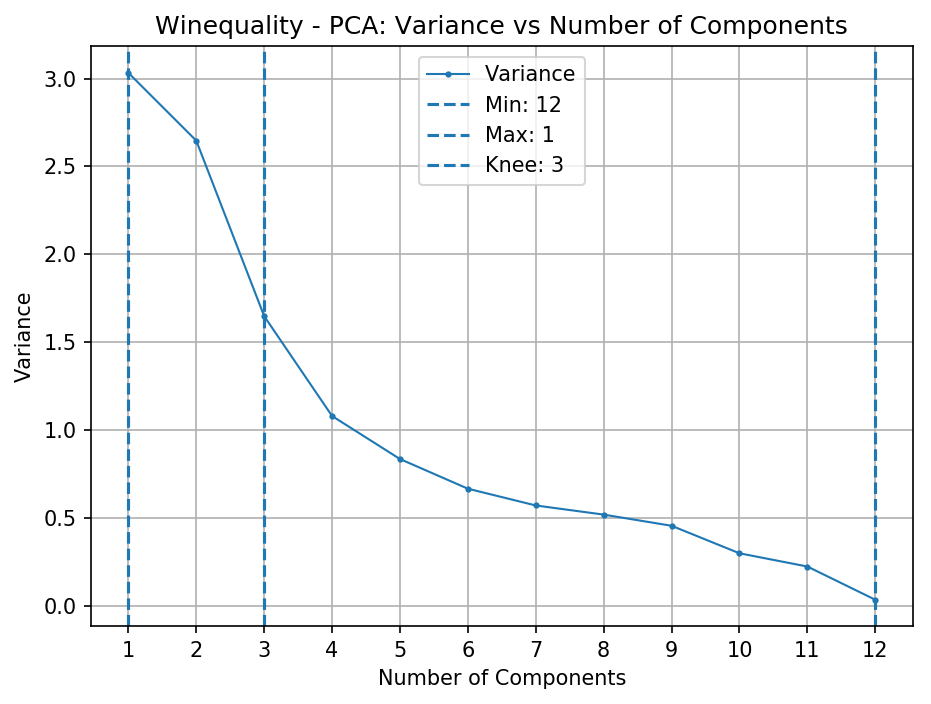 Winequality - PCA: Variance vs Number of Components
Variance
Min: 12
Max: 1
Knee: 3
3.0
2.5
2.0
1.5
1.0
0.5
0.0
Variance
1 2 3 4 5 6 7 8 9 10 11 12
Number of Components